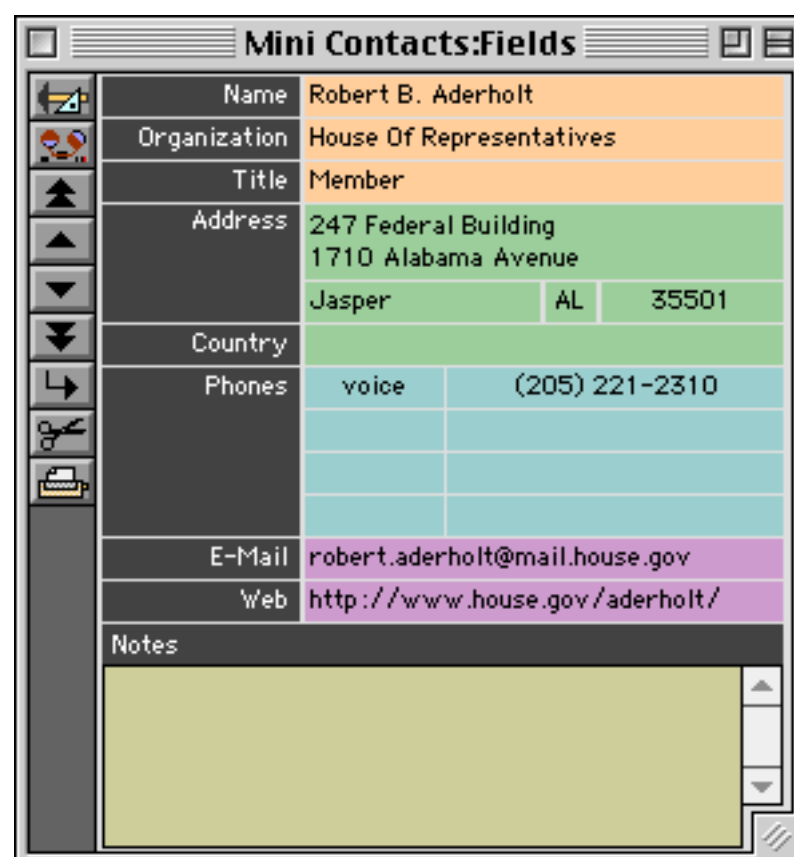 Mini Contacts:Fields
Name Robert B. Aderholt
Organization House Of Representatives
Title Member
Address 247 Federal Building
1710 Alabama Avenue
Jasper AL 35501
Country
Phones voice (205) 221-2310
E-Mail robert.aderholt@mail.house.gov
Web http://www.house.gov/aderholt/
Notes